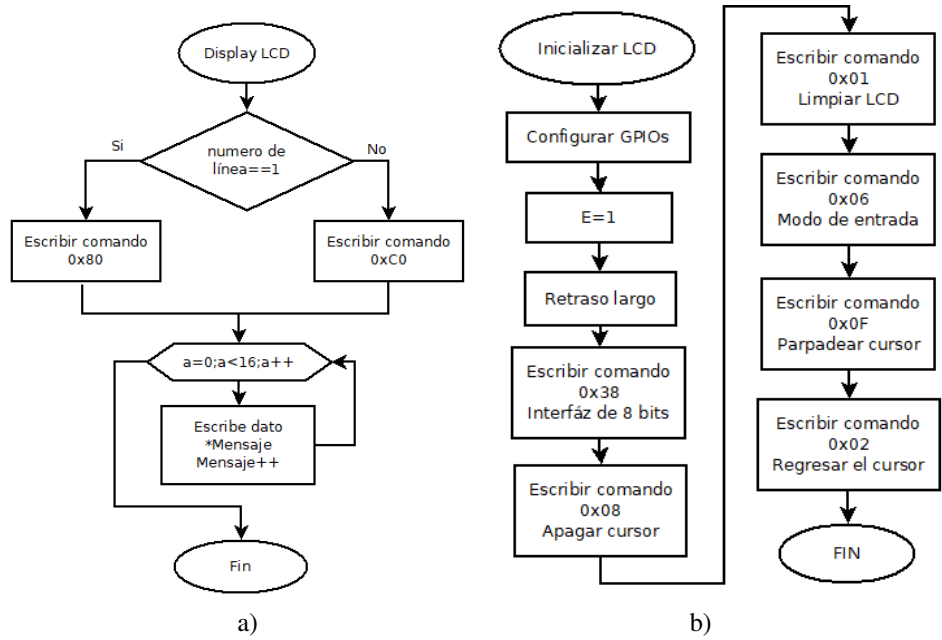 Display LCD
numero de
línea==1
Si
No
Escribir comando
0x80
Escribir comando
0xC0
a=0;a<16;a++
Escribe dato
*Mensaje
Mensaje++
Fin
a)
Inicializar LCD
Configurar GPIOs
E=1
Retraso largo
Escribir comando
0x38
Interfáz de 8 bits
Escribir comando
0x08
Apagar cursor
Escribir comando
0x01
Limpiar LCD
Escribir comando
0x06
Modo de entrada
Escribir comando
0x0F
Parpadear cursor
Escribir comando
0x02
Regresar el cursor
FIN
b)